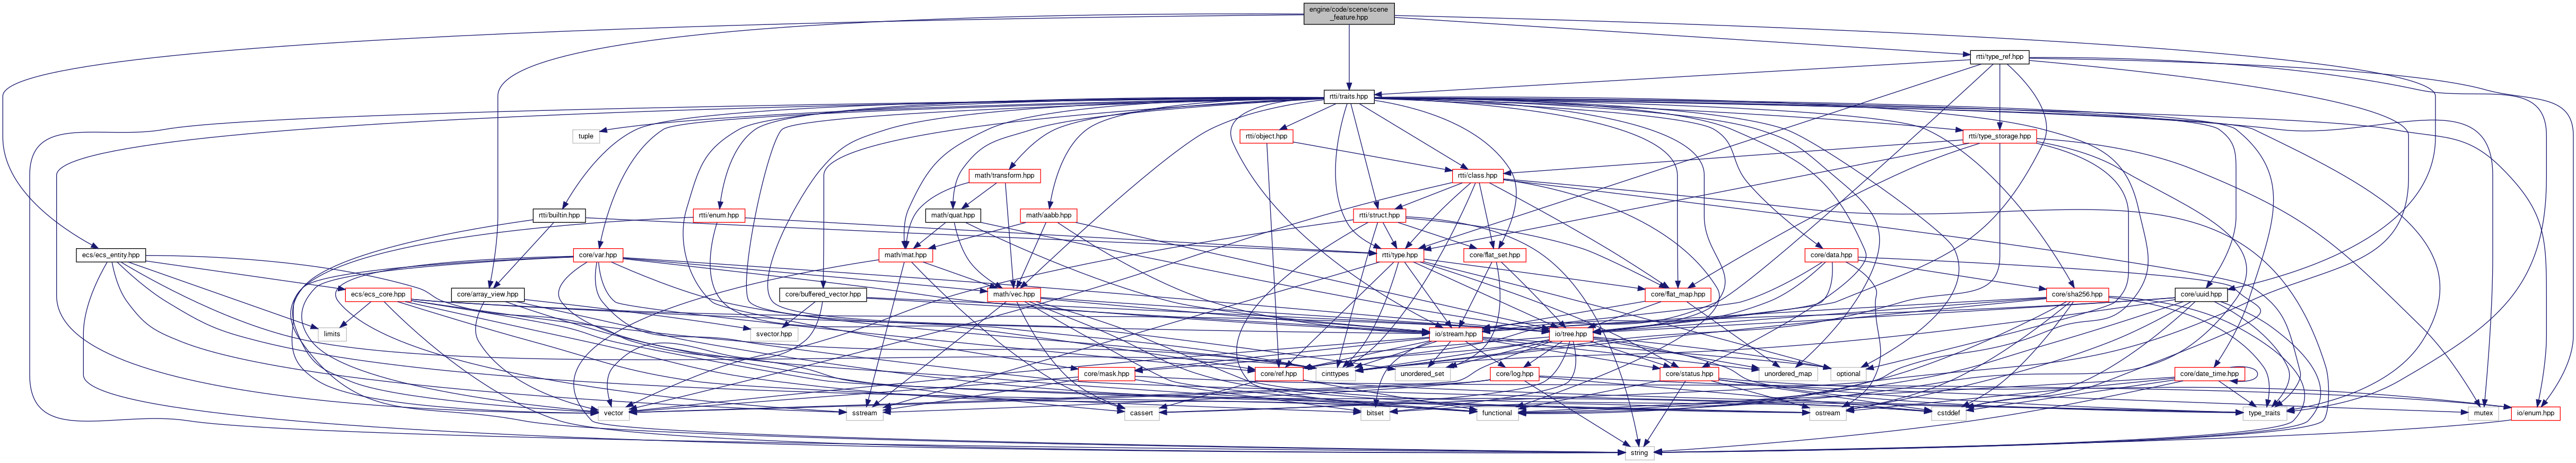 engine/code/scene/scene
_feature.hpp
rtti/type_ref.hpp
rtti/traits.hpp
tuple
rtti/object.hpp
rtti/type_storage.hpp
math/transform.hpp
rtti/class.hpp
rtti/builtin.hpp
rtti/enum.hpp
math/quat.hpp
math/aabb.hpp
rtti/struct.hpp
ecs/ecs_entity.hpp
core/var.hpp
math/mat.hpp
rtti/type.hpp
core/flat_set.hpp
core/data.hpp
ecs/ecs_core.hpp
core/array_view.hpp
core/buffered_vector.hpp
math/vec.hpp
core/flat_map.hpp
core/sha256.hpp
core/uuid.hpp
limits
svector.hpp
io/stream.hpp
io/tree.hpp
core/mask.hpp
core/ref.hpp
cinttypes
unordered_set
core/log.hpp
core/status.hpp
unordered_map
optional
core/date_time.hpp
vector
sstream
cassert
bitset
functional
ostream
cstddef
type_traits
mutex
io/enum.hpp
string